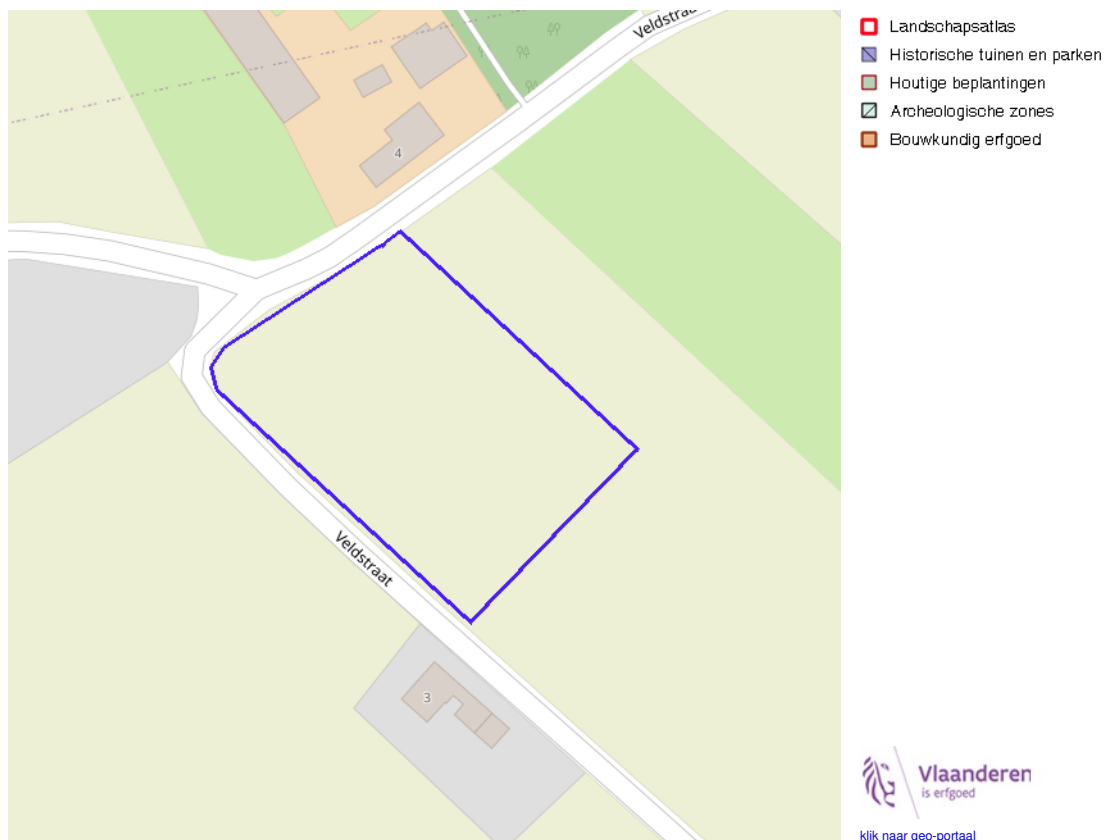 Veldstraat
4
Veldstraat
3
Landschapsatlas
Historische tuinen en parken
Houtige beplantingen
Archeologische zones
Bouwkundig erfgoed
Vlaanderen
is erfgoed
klik naar geo-portaal